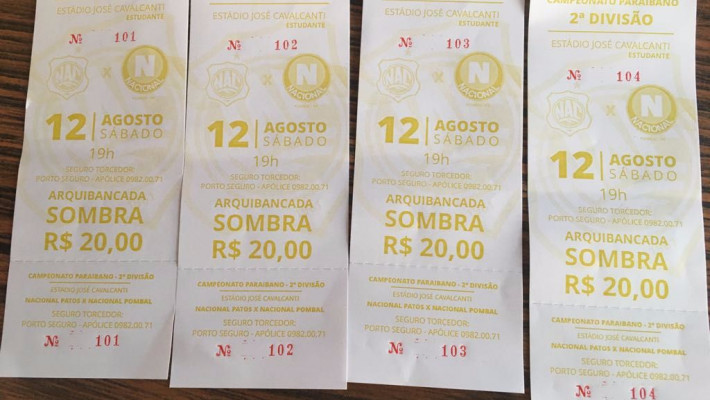 ESTÁDIO JOSÉ CAVALCANTI
ESTUDANTE
Nº 101
NAC
X
N
NACIONAL
12 | AGOSTO
SÁBADO
19h
SEGURO TORCEDOR:
PORTO SEGURO - APÓLICE 0982.00.71
ARQUIBANCADA
SOMBRA
R$ 20,00
CAMPEONATO PARAIBANO - 2ª DIVISÃO
ESTÁDIO JOSÉ CAVALCANTI
NACIONAL PATOS X NACIONAL POMBAL
SEGURO TORCEDOR:
PORTO SEGURO - APÓLICE 0982.00.71
Nº 101
ESTÁDIO JOSÉ CAVALCANTI
ESTUDANTE
Nº 102
NAC
X
N
NACIONAL
12 | AGOSTO
SÁBADO
19h
SEGURO TORCEDOR:
PORTO SEGURO - APÓLICE 0982.00.71
ARQUIBANCADA
SOMBRA
R$ 20,00
CAMPEONATO PARAIBANO - 2ª DIVISÃO
ESTÁDIO JOSÉ CAVALCANTI
NACIONAL PATOS X NACIONAL POMBAL
SEGURO TORCEDOR:
PORTO SEGURO - APÓLICE 0982.00.71
Nº 102
ESTÁDIO JOSÉ CAVALCANTI
ESTUDANTE
Nº 103
NAC
X
N
NACIONAL
12 | AGOSTO
SÁBADO
19h
SEGURO TORCEDOR:
PORTO SEGURO - APÓLICE 0982.00.71
ARQUIBANCADA
SOMBRA
R$ 20,00
CAMPEONATO PARAIBANO - 2ª DIVISÃO
ESTÁDIO JOSÉ CAVALCANTI
NACIONAL PATOS X NACIONAL POMBAL
SEGURO TORCEDOR:
PORTO SEGURO - APÓLICE 0982.00.71
Nº 103
CAMPEONATO PARAIBANO
2ª DIVISÃO
ESTÁDIO JOSÉ CAVALCANTI
ESTUDANTE
Nº 104
NAC
X
N
NACIONAL
12 | AGOSTO
SÁBADO
19h
SEGURO TORCEDOR:
PORTO SEGURO - APÓLICE 0982.00.71
ARQUIBANCADA
SOMBRA
R$ 20,00
CAMPEONATO PARAIBANO - 2ª DIVISÃO
ESTÁDIO JOSÉ CAVALCANTI
NACIONAL PATOS X NACIONAL POMBAL
SEGURO TORCEDOR:
PORTO SEGURO - APÓLICE 0982.00.71
Nº 104